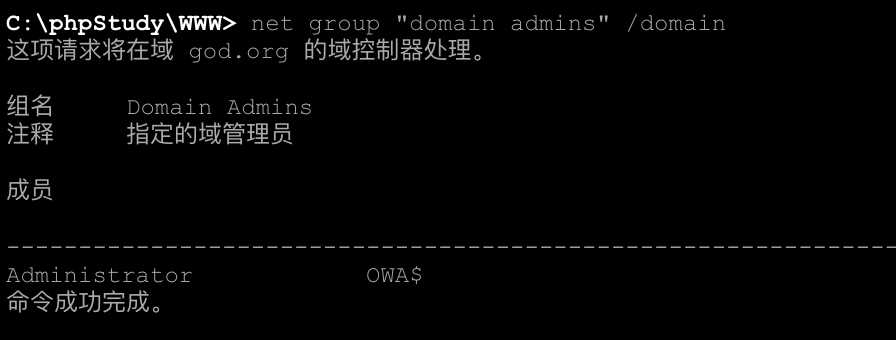 C:\phpStudy\WWW> net group "domain admins" /domain
这项请求将在域 god.org 的域控制器处理。
组名     Domain Admins
注释     指定的域管理员
成员
-------------------------------------------------------------------------------
Administrator            OWA$
命令成功完成。